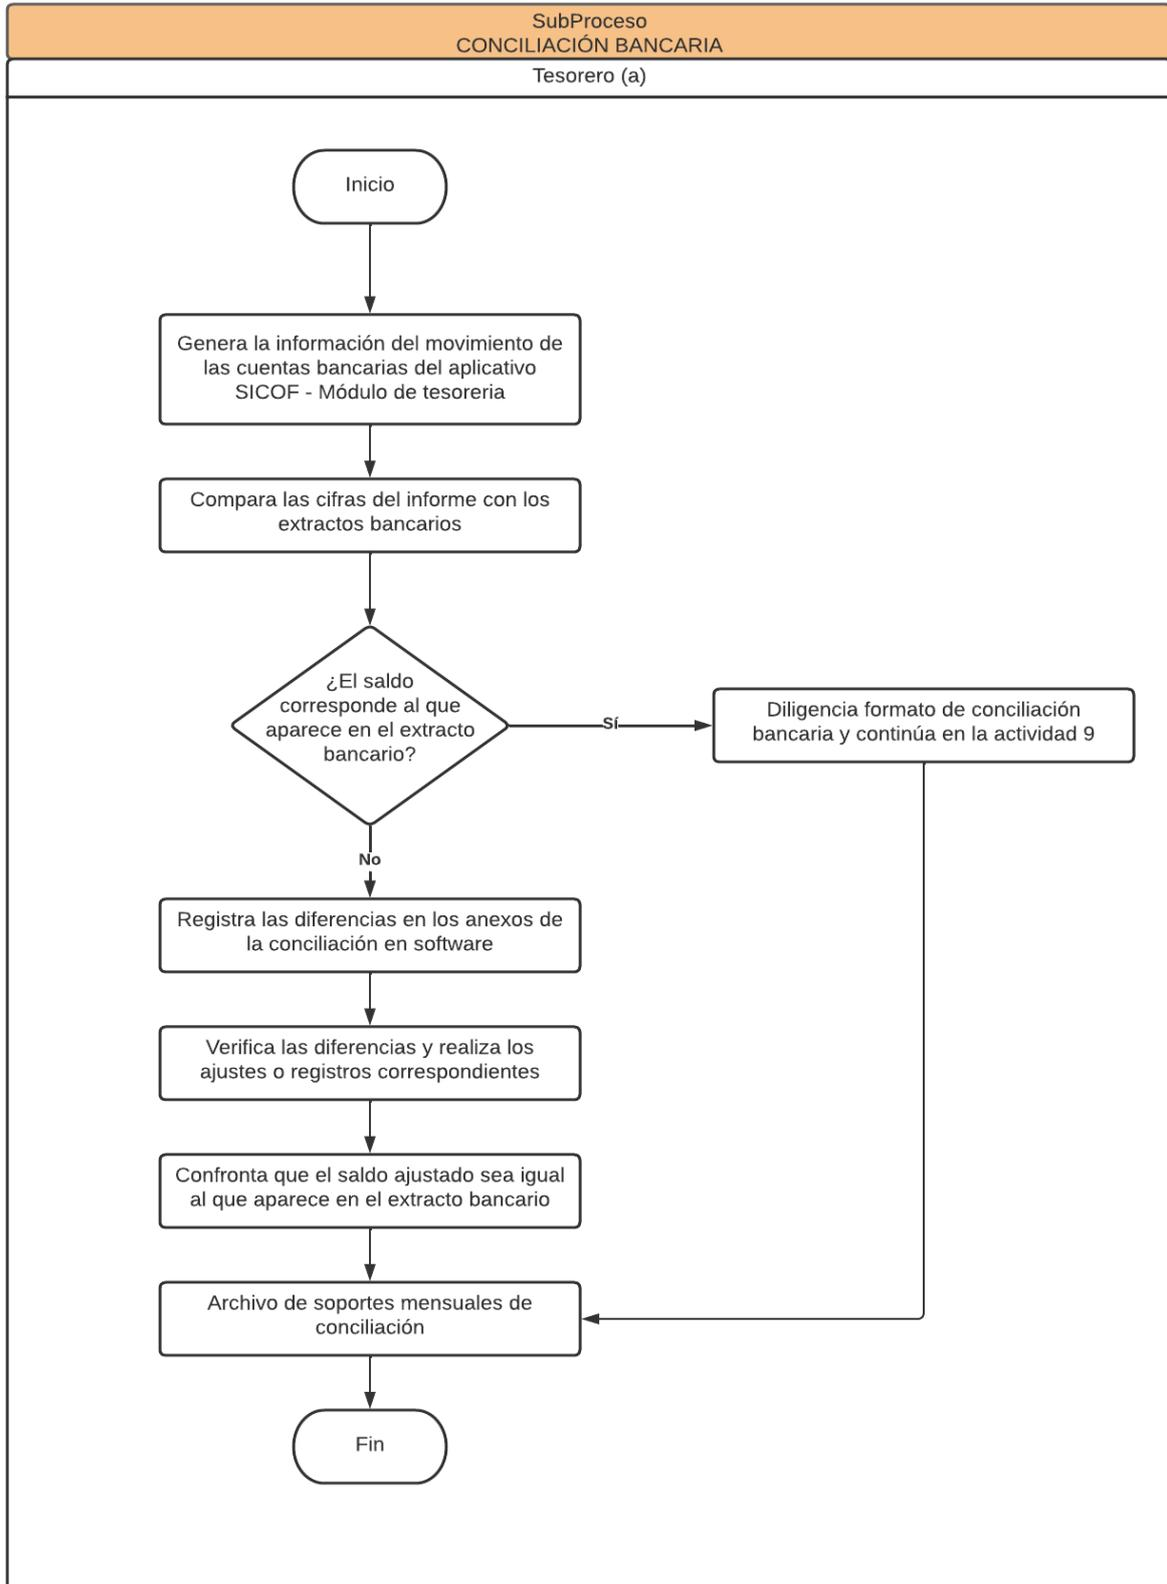 SubProceso
CONCILIACIÓN BANCARIA
Tesorero (a)
Inicio
Genera la información del movimiento de
las cuentas bancarias del aplicativo
SICOF - Módulo de tesoreria
Compara las cifras del informe con los
extractos bancarios
¿El saldo
corresponde al que
aparece en el extracto
bancario?
Sí
Diligencia formato de conciliación
bancaria y continúa en la actividad 9
No
Registra las diferencias en los anexos de
la conciliación en software
Verifica las diferencias y realiza los
ajustes o registros correspondientes
Confronta que el saldo ajustado sea igual
al que aparece en el extracto bancario
Archivo de soportes mensuales de
conciliación
Fin